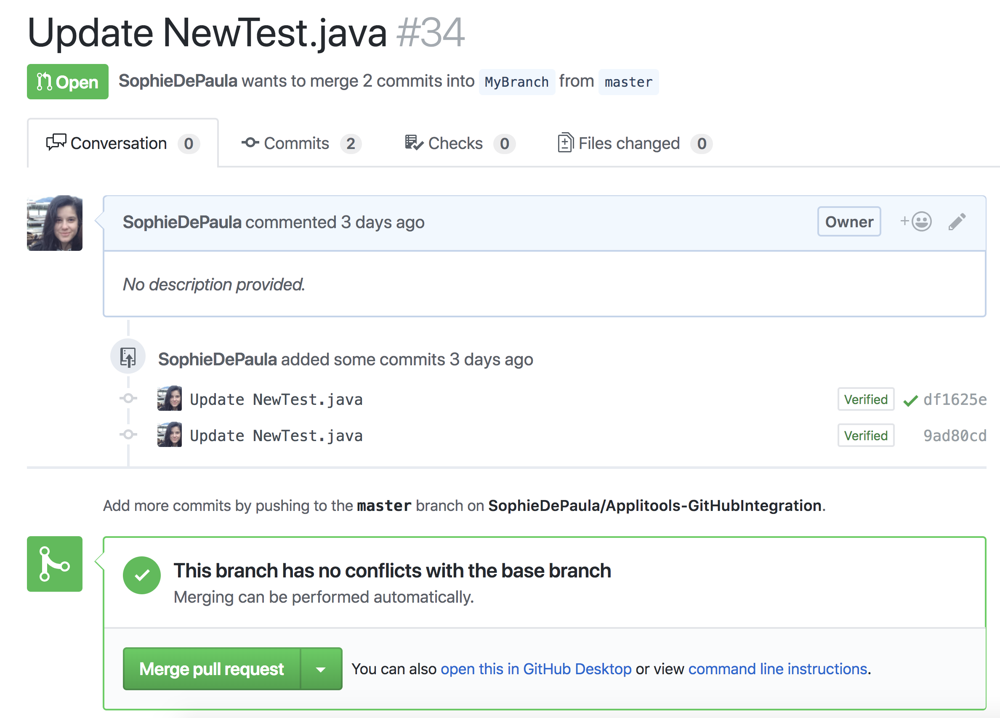 Update NewTest.java #34
Open SophieDePaula wants to merge 2 commits into MyBranch from master
Conversation 0 Commits 2 Checks 0 Files changed 0
SophieDePaula commented 3 days ago Owner
No description provided.
SophieDePaula added some commits 3 days ago
Update NewTest.java Verified df1625e
Update NewTest.java Verified 9ad80cd
Add more commits by pushing to the master branch on SophieDePaula/Applitools-GitHubIntegration.
This branch has no conflicts with the base branch
Merging can be performed automatically.
Merge pull request You can also open this in GitHub Desktop or view command line instructions.